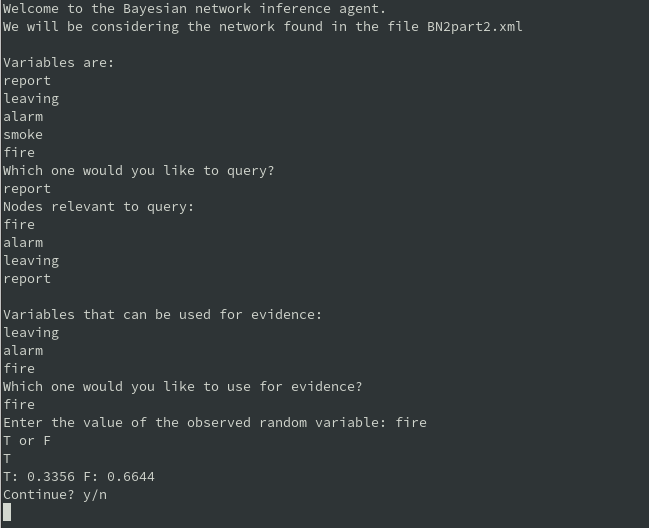 Welcome to the Bayesian network inference agent.
We will be considering the network found in the file BN2part2.xml

Variables are:
report
leaving
alarm
smoke
fire
Which one would you like to query?
report
Nodes relevant to query:
fire
alarm
leaving
report

Variables that can be used for evidence:
leaving
alarm
fire
Which one would you like to use for evidence?
fire
Enter the value of the observed random variable: fire
T or F
T
T: 0.3356 F: 0.6644
Continue? y/n